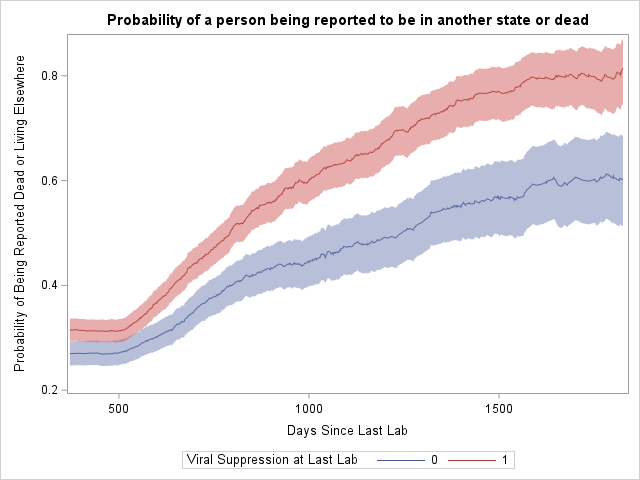 Probability of a person being reported to be in another state or dead
Probability of Being Reported Dead or Living Elsewhere
0.8
0.6
0.4
0.2
500 1000 1500
Days Since Last Lab
Viral Suppression at Last Lab 0 1